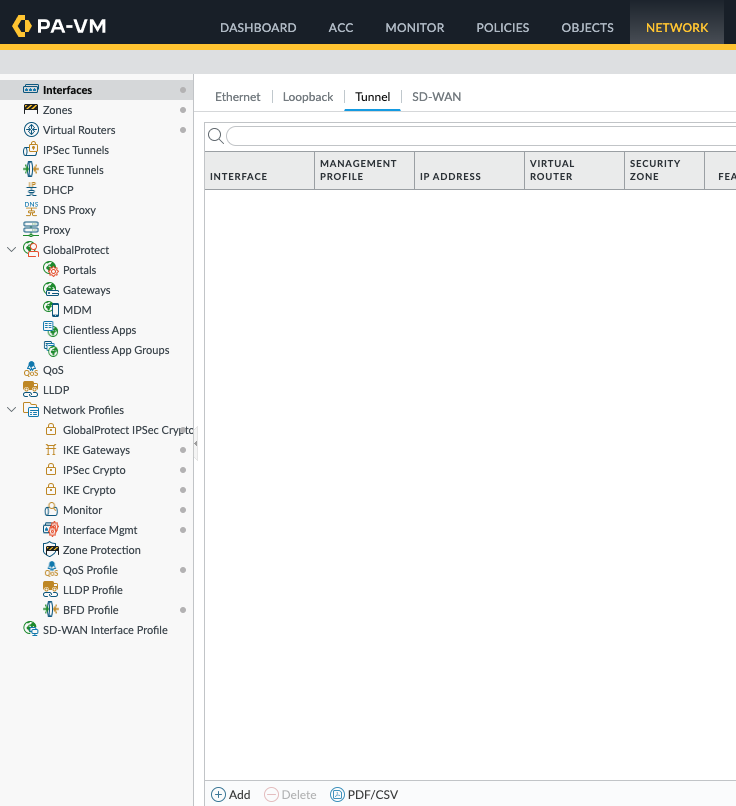 PA-VM
DASHBOARD ACC MONITOR POLICIES OBJECTS NETWORK
Interfaces
Zones
Virtual Routers
IPSec Tunnels
GRE Tunnels
DHCP
DNS Proxy
Proxy
GlobalProtect
Portals
Gateways
MDM
Clientless Apps
Clientless App Groups
QoS
LLDP
Network Profiles
GlobalProtect IPSec Crypto
IKE Gateways
IPSec Crypto
IKE Crypto
Monitor
Interface Mgmt
Zone Protection
QoS Profile
LLDP Profile
BFD Profile
SD-WAN Interface Profile
Ethernet Loopback Tunnel SD-WAN
INTERFACE
MANAGEMENT
PROFILE
IP ADDRESS
VIRTUAL
ROUTER
SECURITY
ZONE
FEA
Add Delete PDF/CSV